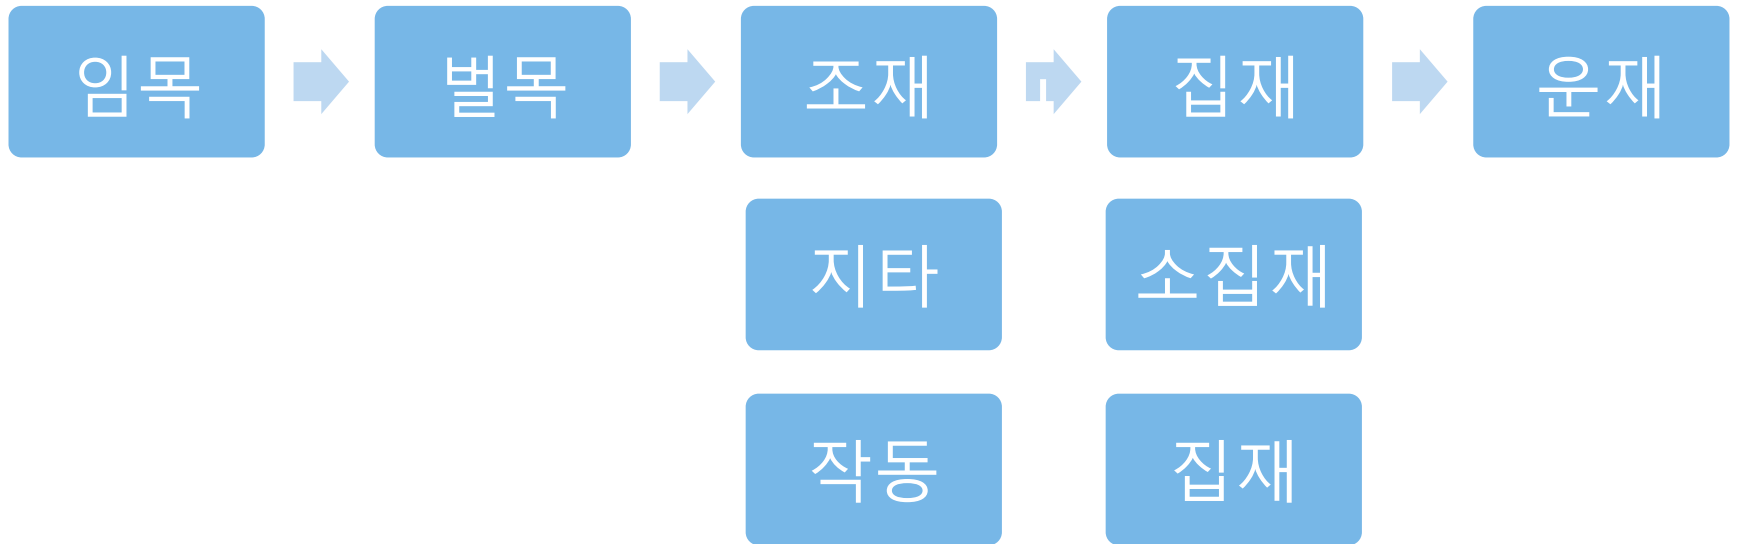 임목 벌목 조재 집재 운재
지타 소집재
작동 집재